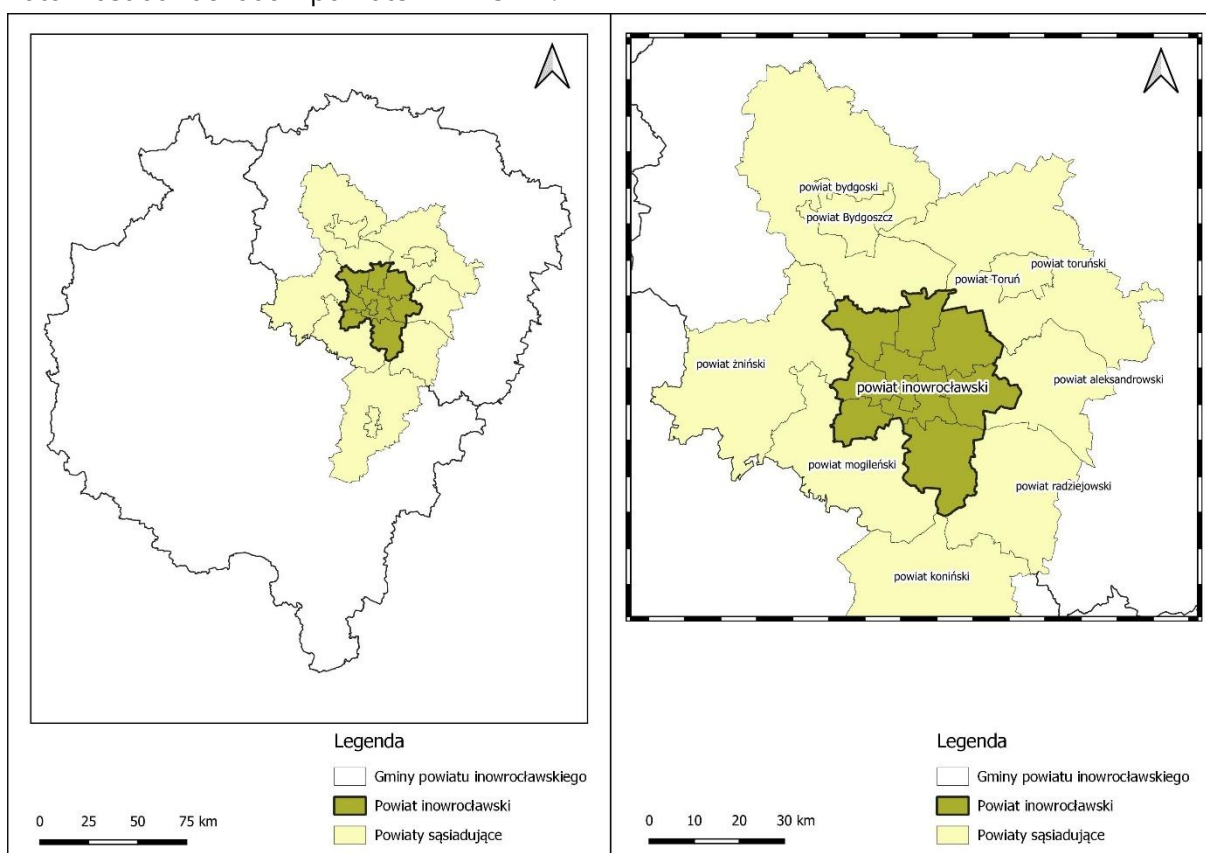 Legenda
Gminy powiatu inowrocławskiego
Powiat inowrocławski
Powiaty sąsiadujące
0 25 50 75 km
powiat bydgoski
powiat Bydgoszcz
powiat toruński
powiat Toruń
powiat żniński
powiat aleksandrowski
powiat inowrocławski
powiat mogileński
powiat radziejowski
powiat koniński
Legenda
Gminy powiatu inowrocławskiego
Powiat inowrocławski
Powiaty sąsiadujące
0 10 20 30 km